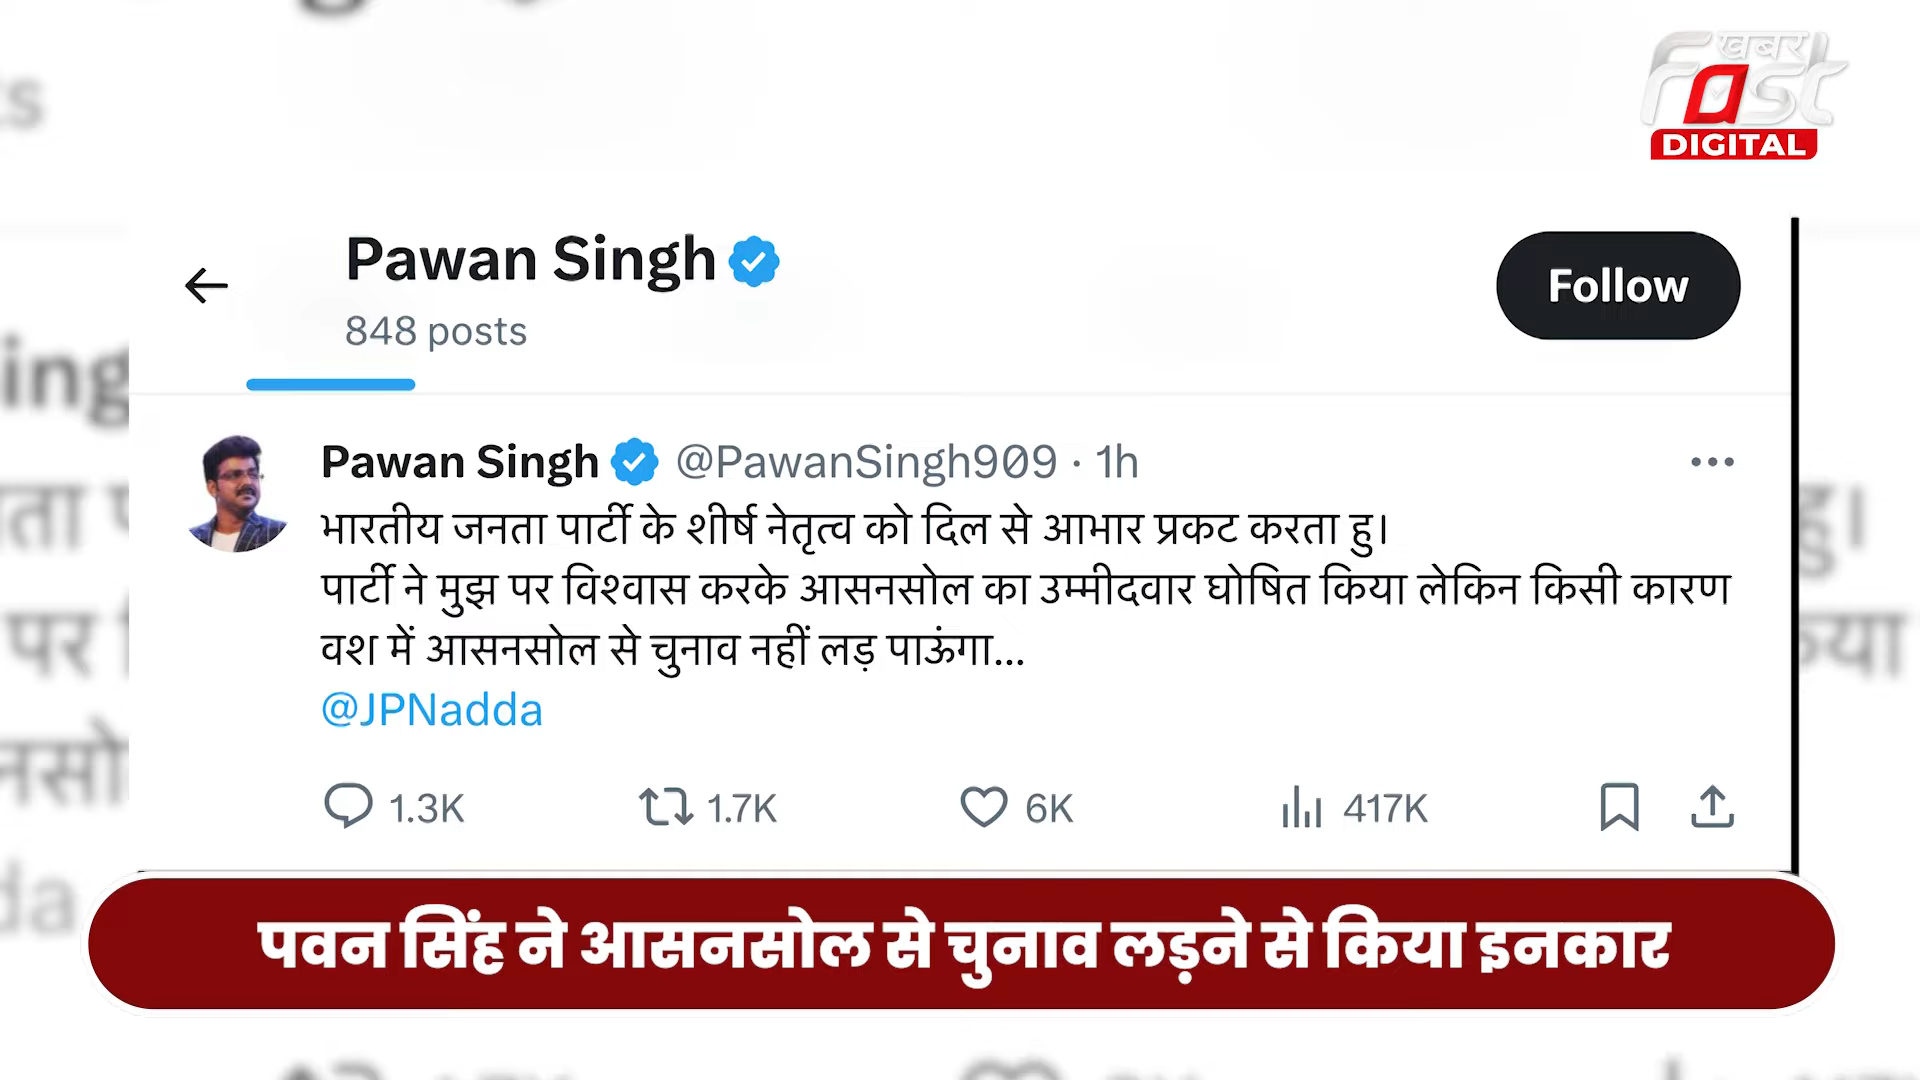 खबर
Fast
DIGITAL
Pawan Singh
848 posts
Follow
Pawan Singh @PawanSingh909 · 1h
भारतीय जनता पार्टी के शीर्ष नेतृत्व को दिल से आभार प्रकट करता हु।
पार्टी ने मुझ पर विश्वास करके आसनसोल का उम्मीदवार घोषित किया लेकिन किसी कारण
वश में आसनसोल से चुनाव नहीं लड़ पाऊंगा...
@JPNadda
1.3K 1.7K 6K 417K
पवन सिंह ने आसनसोल से चुनाव लड़ने से किया इनकार